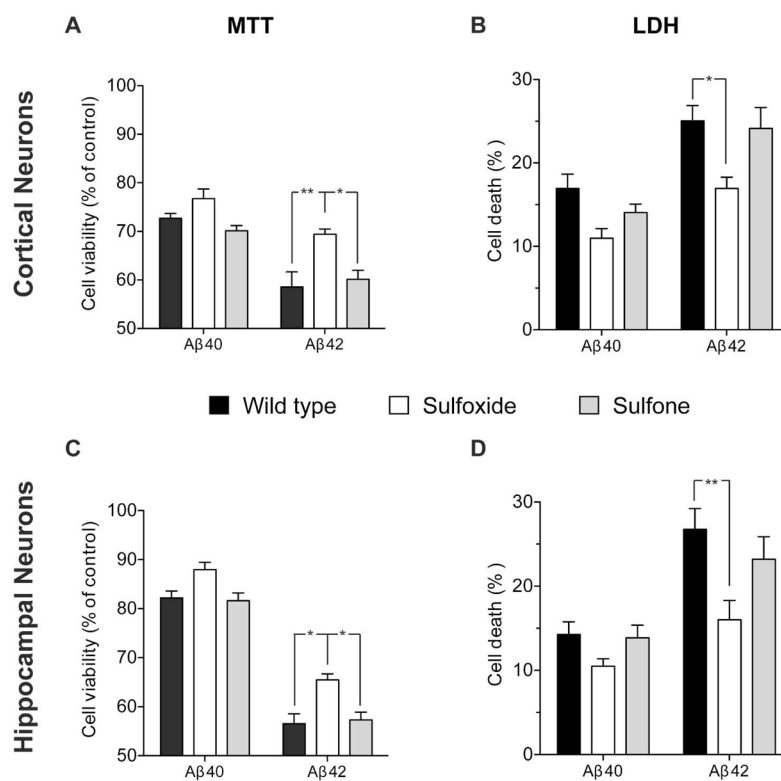 A
MTT
B
LDH
Cortical Neurons
Cell viability (% of control)
100
90
80
70
60
50
**
*
Aβ40
Aβ42
Cell death (% )
30
20
10
0
*
Aβ40
Aβ42
Wild type
Sulfoxide
Sulfone
C
D
Hippocampal Neurons
Cell viability (% of control)
100
90
80
70
60
50
*
*
Aβ40
Aβ42
Cell death (% )
30
20
10
0
**
Aβ40
Aβ42